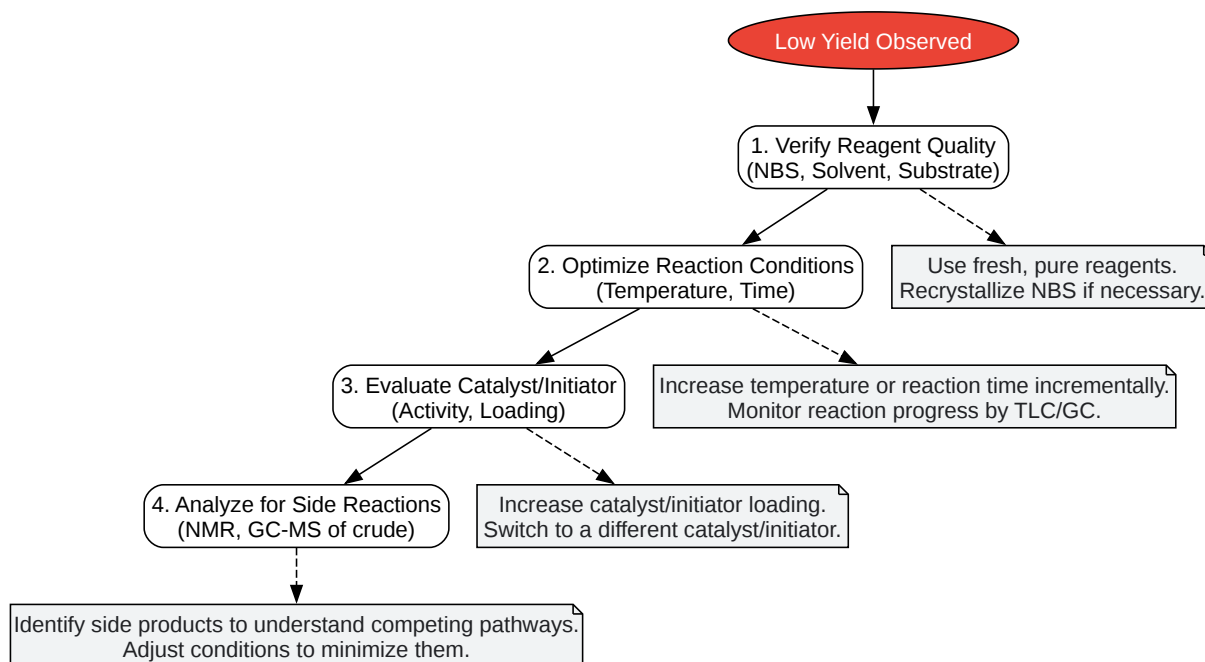 Low Yield Observed
1. Verify Reagent Quality
(NBS, Solvent, Substrate)
2. Optimize Reaction Conditions
(Temperature, Time)
Use fresh, pure reagents.
Recrystallize NBS if necessary.
3. Evaluate Catalyst/Initiator
(Activity, Loading)
Increase temperature or reaction time incrementally.
Monitor reaction progress by TLC/GC.
4. Analyze for Side Reactions
(NMR, GC-MS of crude)
Increase catalyst/initiator loading.
Switch to a different catalyst/initiator.
Identify side products to understand competing pathways.
Adjust conditions to minimize them.